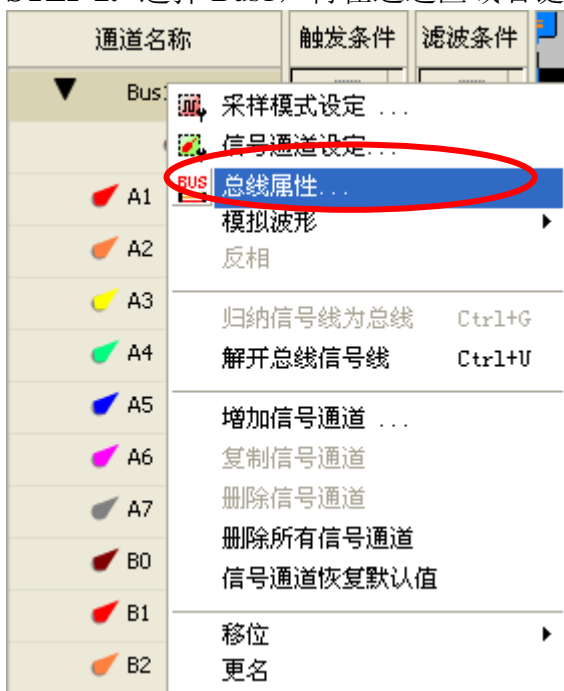 通道名称 触发条件 滤波条件
Bus1
采样模式设定 ...
信号通道设定...
BUS 总线属性...
A1
模拟波形
A2
反相
A3
归纳信号线为总线 Ctrl+G
A4
解开总线信号线 Ctrl+U
A5
增加信号通道 ...
A6
复制信号通道
A7
删除信号通道
B0
删除所有信号通道
信号通道恢复默认值
B1
移位
B2
更名